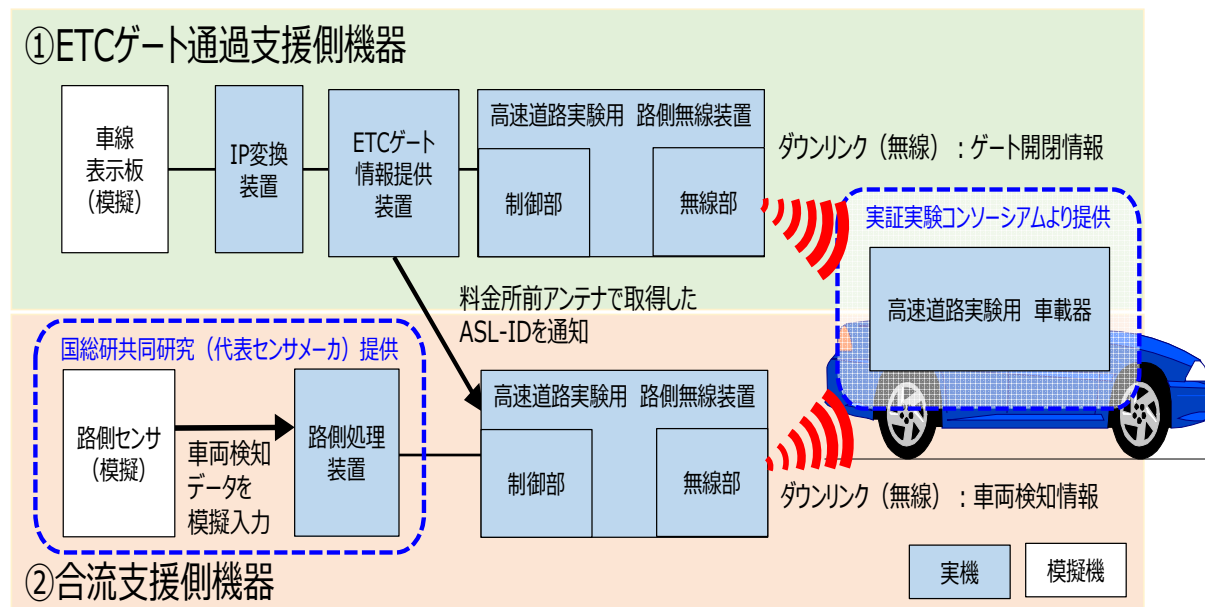 ①ETCゲート通過支援側機器
車線
表示板
(模擬)
IP変換
装置
ETCゲート
情報提供
装置
高速道路実験用 路側無線装置
制御部
無線部
ダウンリンク（無線）：ゲート開閉情報
実証実験コンソーシアムより提供
高速道路実験用 車載器
料金所前アンテナで取得した
ASL-IDを通知
国総研共同研究（代表センサメーカ）提供
路側センサ
(模擬)
車両検知
データを
模擬入力
路側処理
装置
高速道路実験用 路側無線装置
制御部
無線部
ダウンリンク（無線）：車両検知情報
②合流支援側機器
実機
模擬機